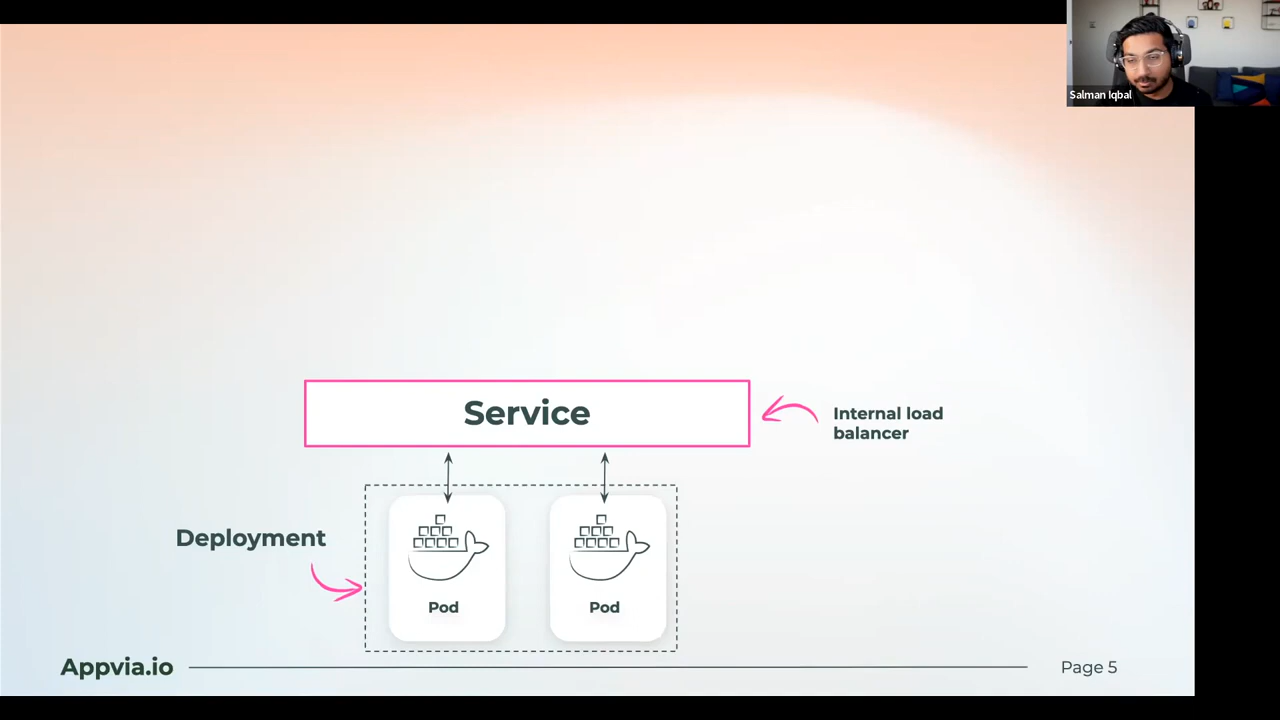 Salman Iqbal
Service
Internal load
balancer
Deployment
Pod
Pod
Appvia.io
Page 5